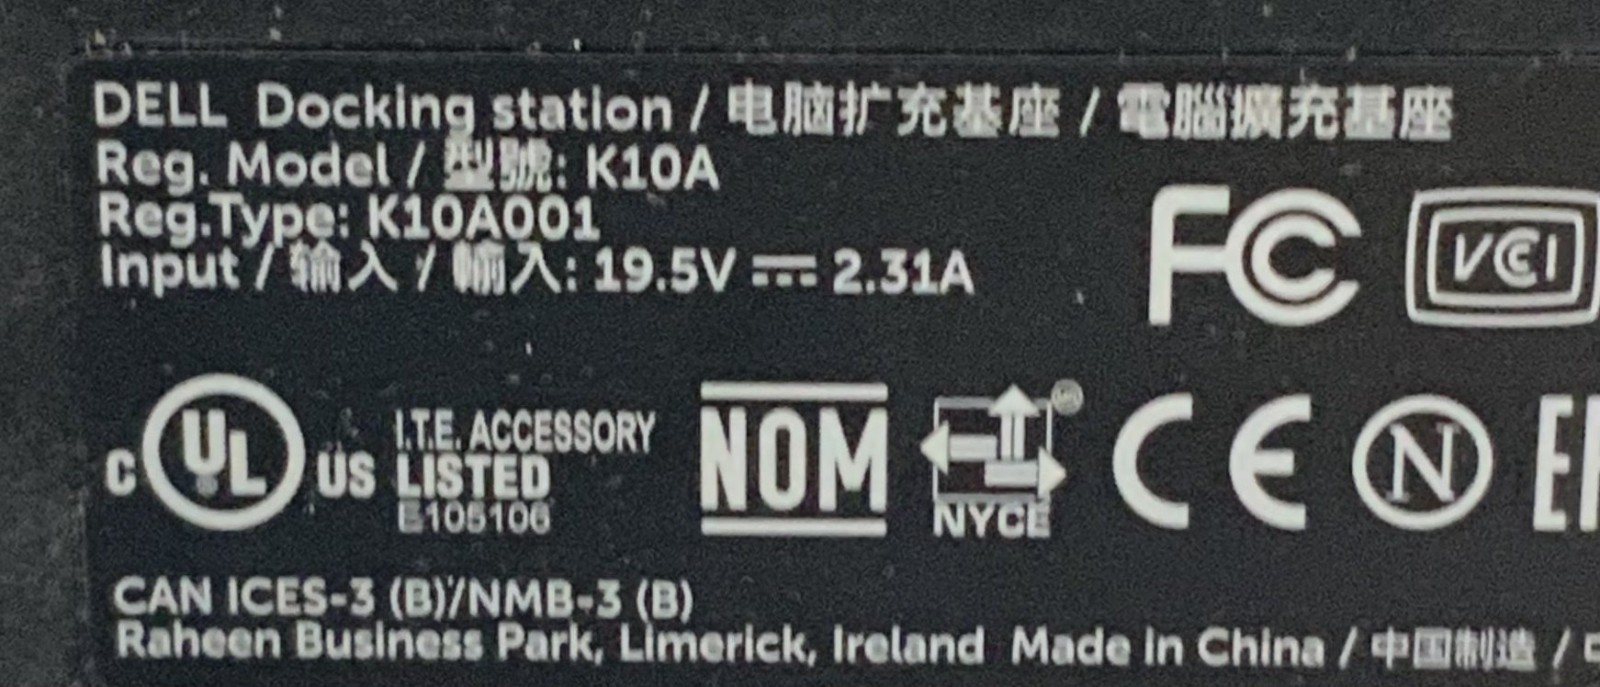 DELL Docking station / 电脑扩充基座 / 電腦擴充基座
Reg. Model / 型號: K10A
Reg.Type: K10A001
Input / 输入 / 輸入: 19.5V ⎓ 2.31A
FC
VCCI
C UL US
I.T.E. ACCESSORY
LISTED
E105106
NOM
NYCE
CE
N
CAN ICES-3 (B)/NMB-3 (B)
Raheen Business Park, Limerick, Ireland Made in China / 中国制造 /